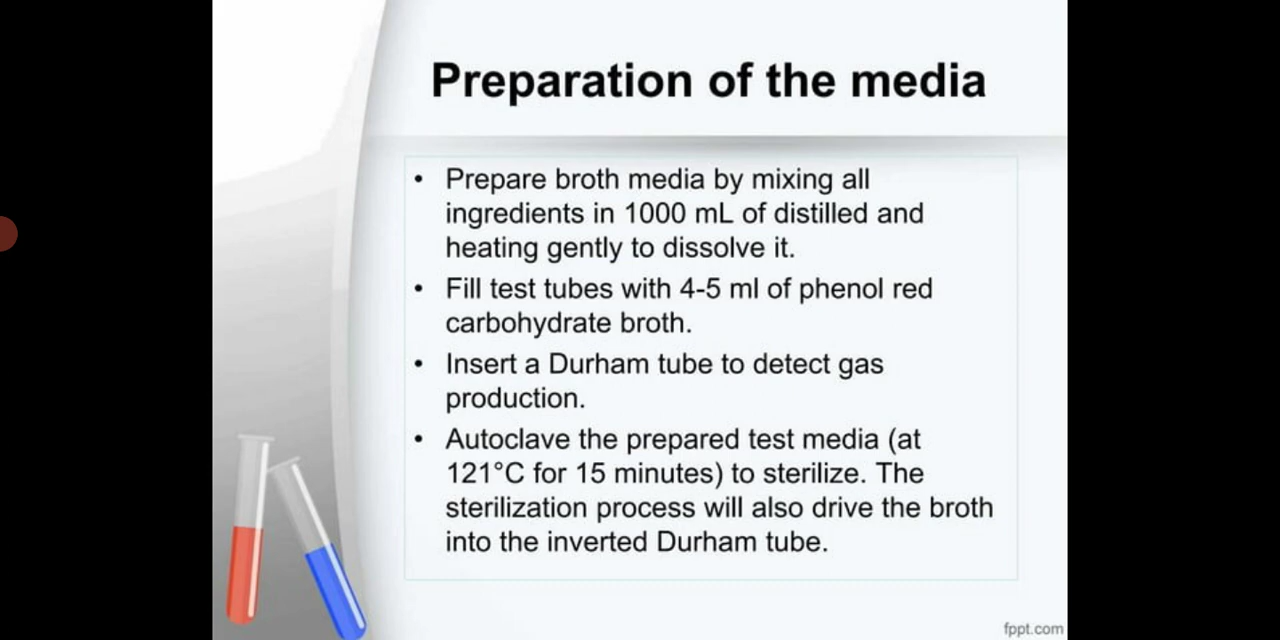 Preparation of the media
• Prepare broth media by mixing all
ingredients in 1000 mL of distilled and
heating gently to dissolve it.
• Fill test tubes with 4-5 ml of phenol red
carbohydrate broth.
• Insert a Durham tube to detect gas
production.
• Autoclave the prepared test media (at
121°C for 15 minutes) to sterilize. The
sterilization process will also drive the broth
into the inverted Durham tube.
fppt.com